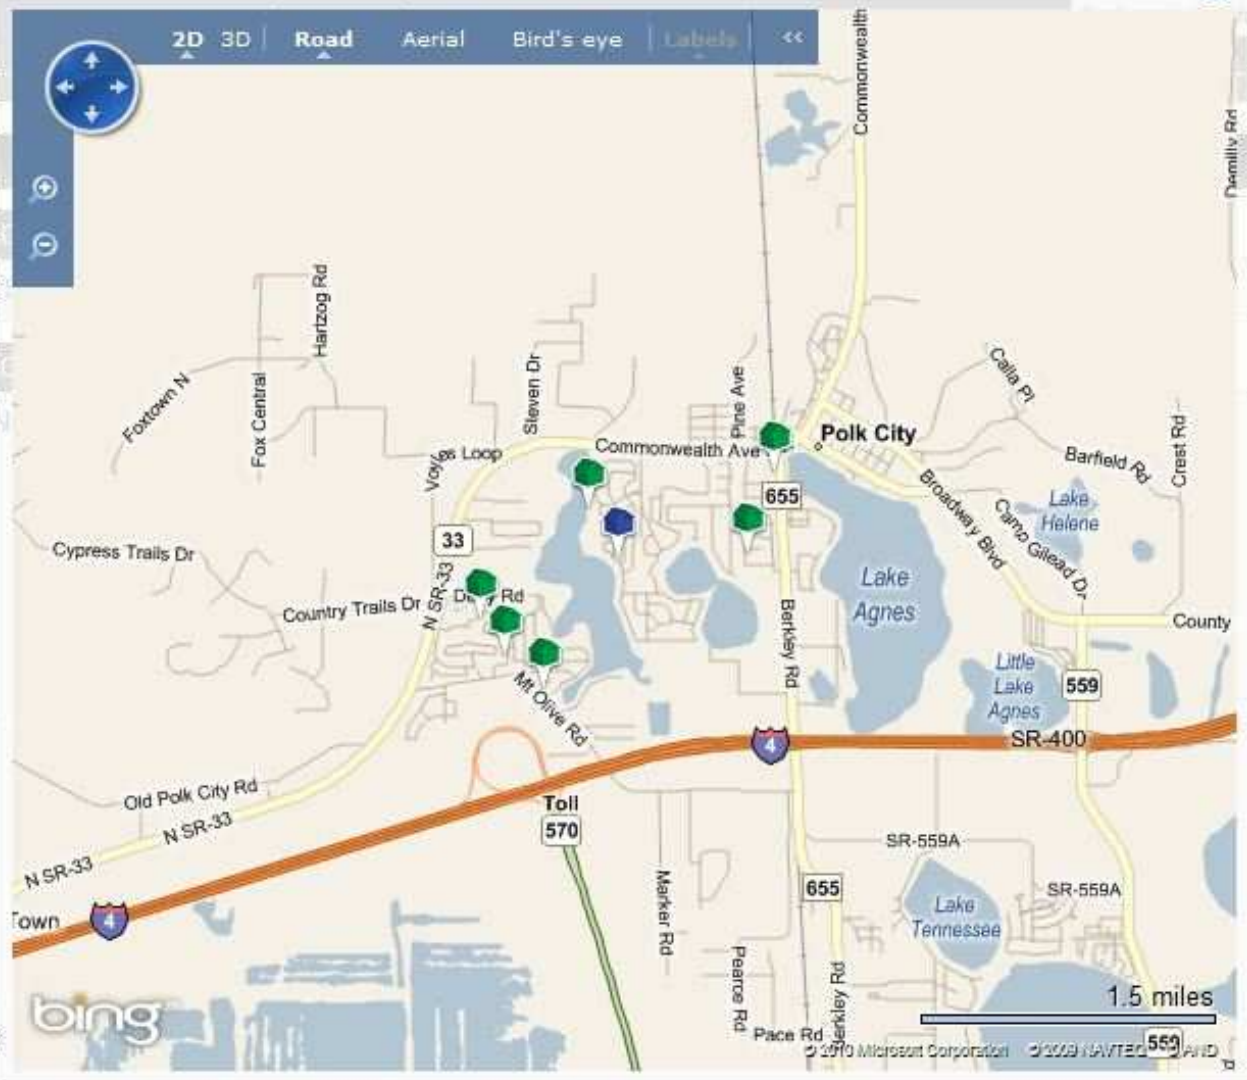 2D 3D Road Aerial Bird's eye Labels <<
Commonwealth
Demilly Rd
Hartzog Rd
Foxtown N
Fox Central
Steven Dr
Pine Ave
Calla Pl
Commonwealth Ave
Polk City
Crest Rd
Barfield Rd
Loop
655
Broadway Blvd
Lake
Helene
Camp Gilead Dr
33
Cypress Trails Dr
N SR-33
Country Trails Dr
Rd
Lake
Agnes
Berkley Rd
County
Little
Lake
Agnes
559
Mt Olive Rd
4
SR-400
Old Polk City Rd
N SR-33
Toll
570
SR-559A
N SR-33
655
SR-559A
Town
4
Marker Rd
Lake
Tennessee
Pearce Rd
Berkley Rd
1.5 miles
bing
Pace Rd
559
© 2010 Microsoft Corporation © 2009 NAVTEQ AND